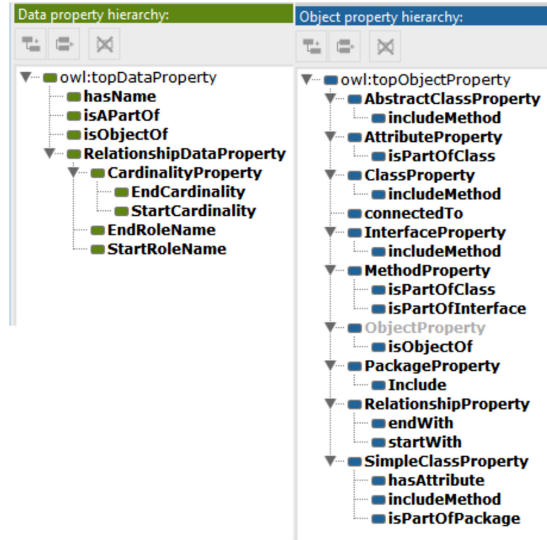 Data property hierarchy:
owl:topDataProperty
hasName
isAPartOf
isObjectOf
RelationshipDataProperty
CardinalityProperty
EndCardinality
StartCardinality
EndRoleName
StartRoleName
Object property hierarchy:
owl:topObjectProperty
AbstractClassProperty
includeMethod
AttributeProperty
isPartOfClass
ClassProperty
includeMethod
connectedTo
InterfaceProperty
includeMethod
MethodProperty
isPartOfClass
isPartOfInterface
ObjectProperty
isObjectOf
PackageProperty
Include
RelationshipProperty
endWith
startWith
SimpleClassProperty
hasAttribute
includeMethod
isPartOfPackage